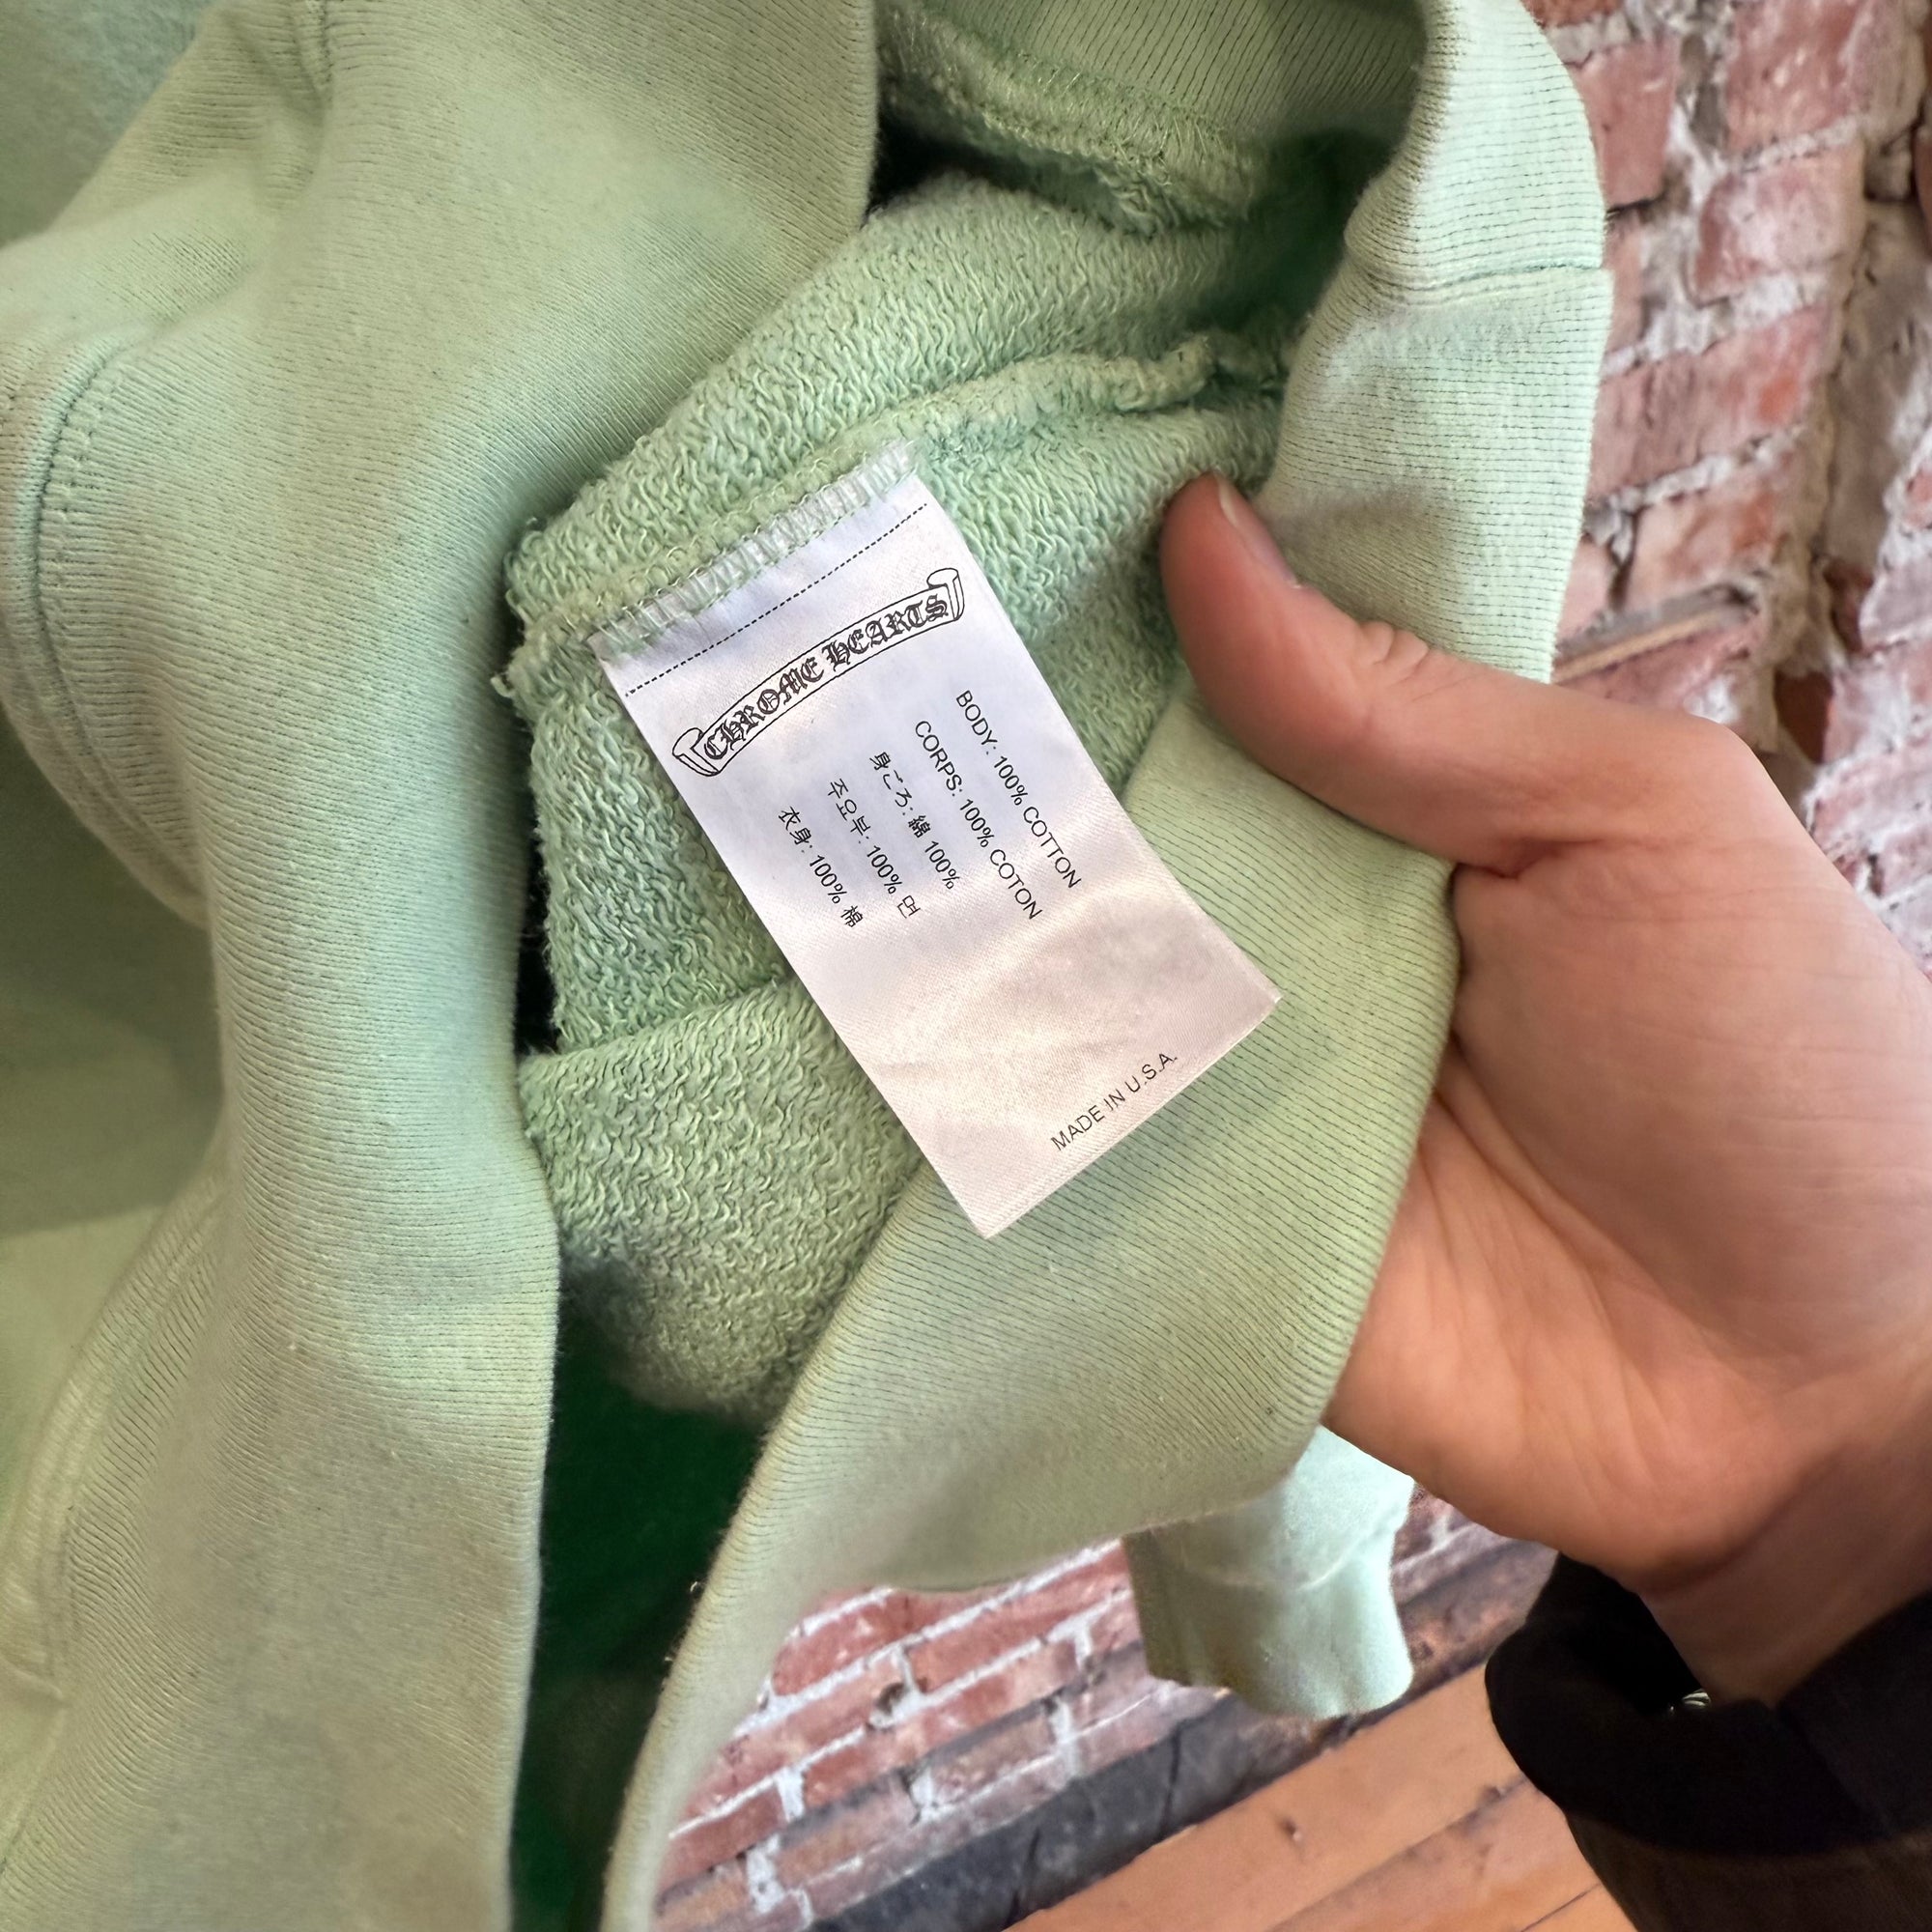 CHROME HEARTS
BODY: 100% COTTON
CORPS: 100% COTON
身ごろ: 綿 100%
주요부: 100% 면
衣身: 100% 棉
MADE IN U.S.A.